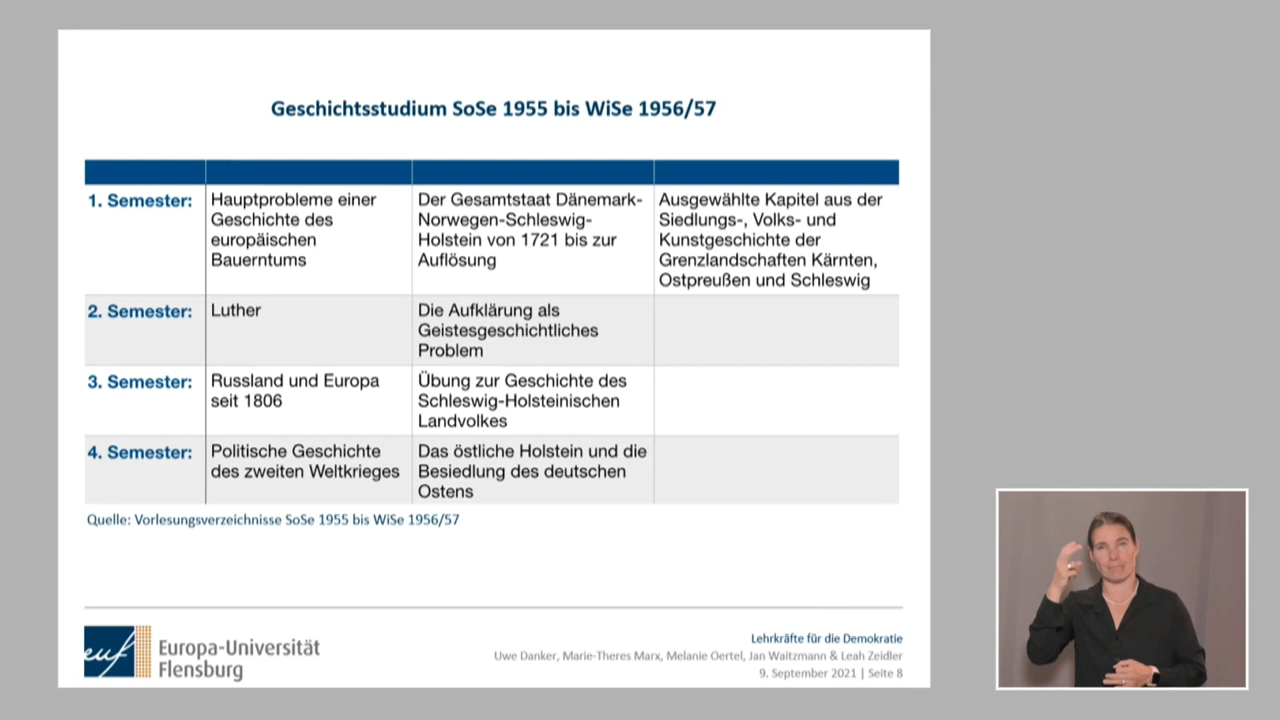 Geschichtsstudium SoSe 1955 bis WiSe 1956/57
1. Semester:
Hauptprobleme einer
Geschichte des
europäischen
Bauerntums
Der Gesamtstaat Dänemark-
Norwegen-Schleswig-
Holstein von 1721 bis zur
Auflösung
Ausgewählte Kapitel aus der
Siedlungs-, Volks- und
Kunstgeschichte der
Grenzlandschaften Kärnten,
Ostpreußen und Schleswig
2. Semester:
Luther
Die Aufklärung als
Geistesgeschichtliches
Problem
3. Semester:
Russland und Europa
seit 1806
Übung zur Geschichte des
Schleswig-Holsteinischen
Landvolkes
4. Semester:
Politische Geschichte
des zweiten Weltkrieges
Das östliche Holstein und die
Besiedlung des deutschen
Ostens
Quelle: Vorlesungsverzeichnisse SoSe 1955 bis WiSe 1956/57
euf
Europa-Universität
Flensburg
Lehrkräfte für die Demokratie
Uwe Danker, Marie-Theres Marx, Melanie Oertel, Jan Waitzmann & Leah Zeidler
9. September 2021 | Seite 8